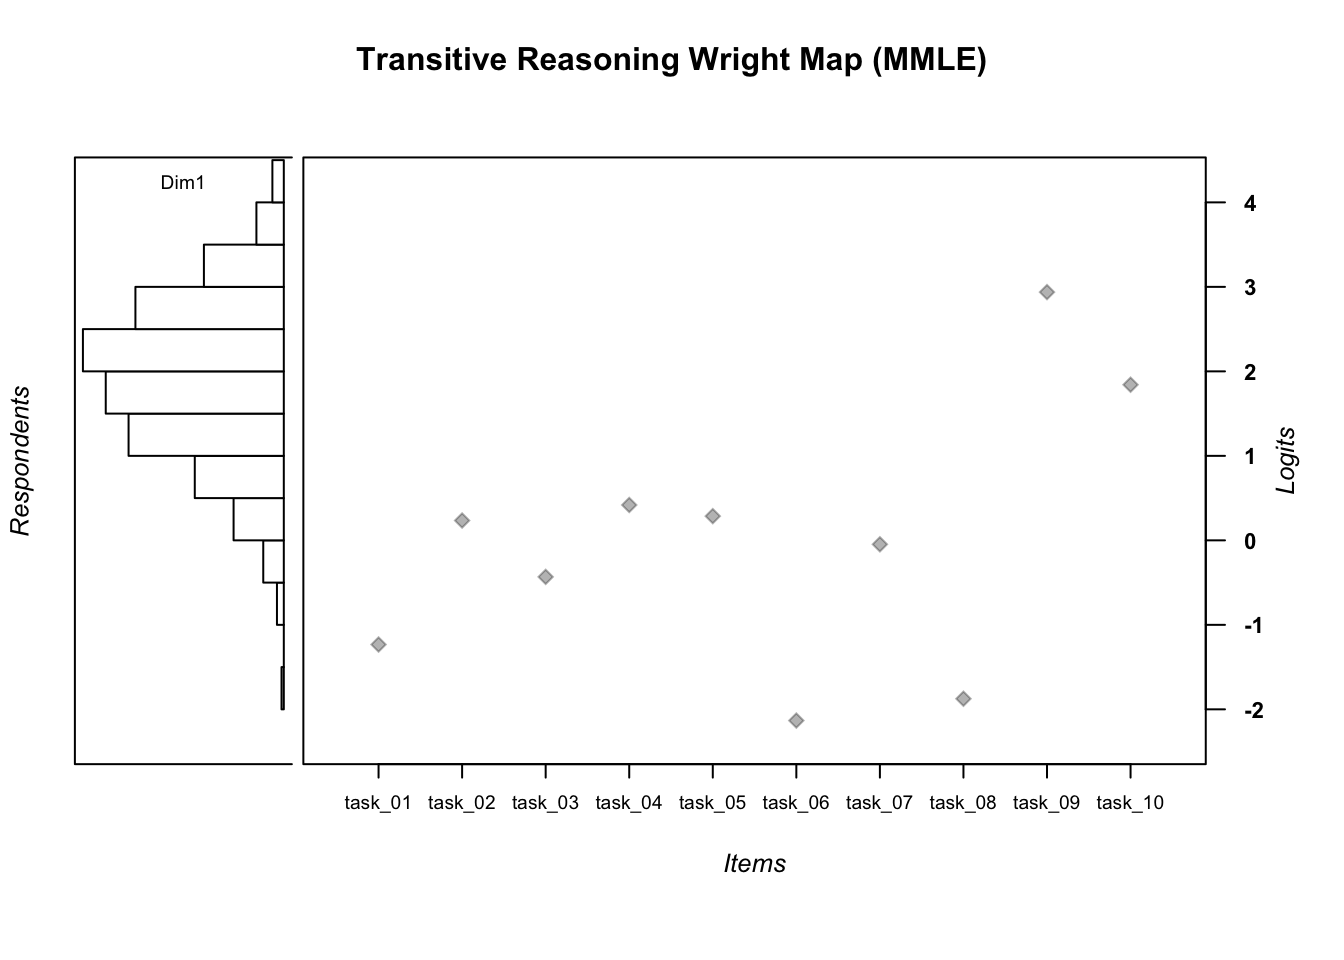 Transitive Reasoning Wright Map (MMLE)
Dim1
Respondents
4
3
2
1
0
-1
-2
Logits
task_01 task_02 task_03 task_04 task_05 task_06 task_07 task_08 task_09 task_10
Items